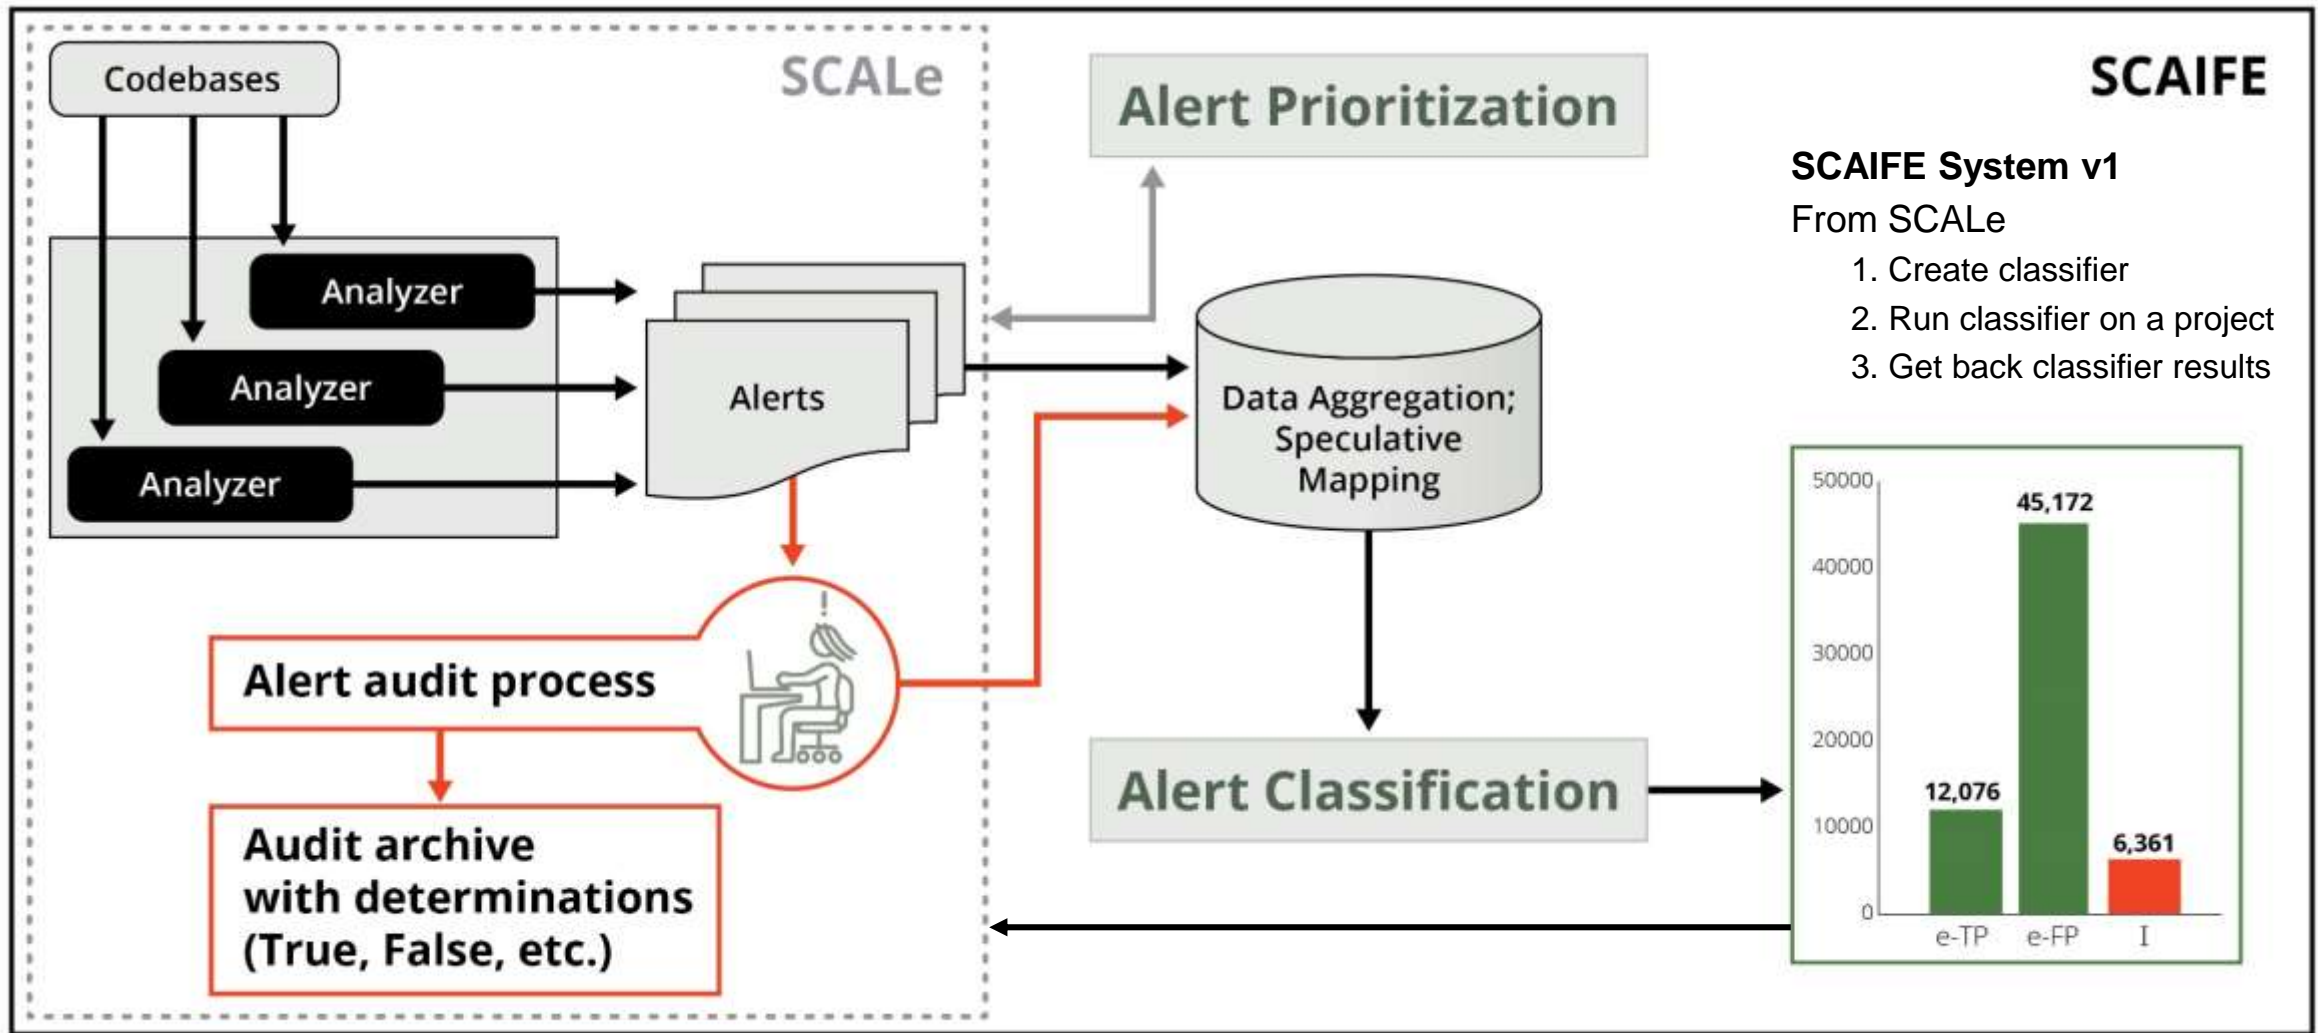 Codebases
SCALe
Analyzer
Analyzer
Analyzer
Alerts
Alert audit process
Audit archive
with determinations
(True, False, etc.)
Alert Prioritization
Data Aggregation;
Speculative
Mapping
Alert Classification
SCAIFE
SCAIFE System v1
From SCALe
1. Create classifier
2. Run classifier on a project
3. Get back classifier results
50000
40000
30000
20000
10000
0
12,076
45,172
6,361
e-TP
e-FP
I